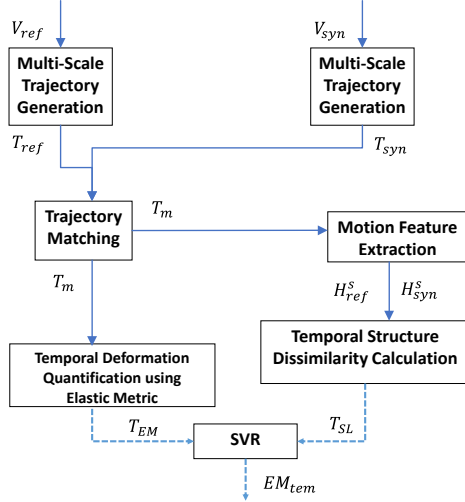 V_ref
V_syn
Multi-Scale
Trajectory
Generation
Multi-Scale
Trajectory
Generation
T_ref
T_syn
Trajectory
Matching
T_m
Motion Feature
Extraction
T_m
H^s_ref
H^s_syn
Temporal Deformation
Quantification using
Elastic Metric
Temporal Structure
Dissimilarity Calculation
T_EM
T_SL
SVR
EM_tem